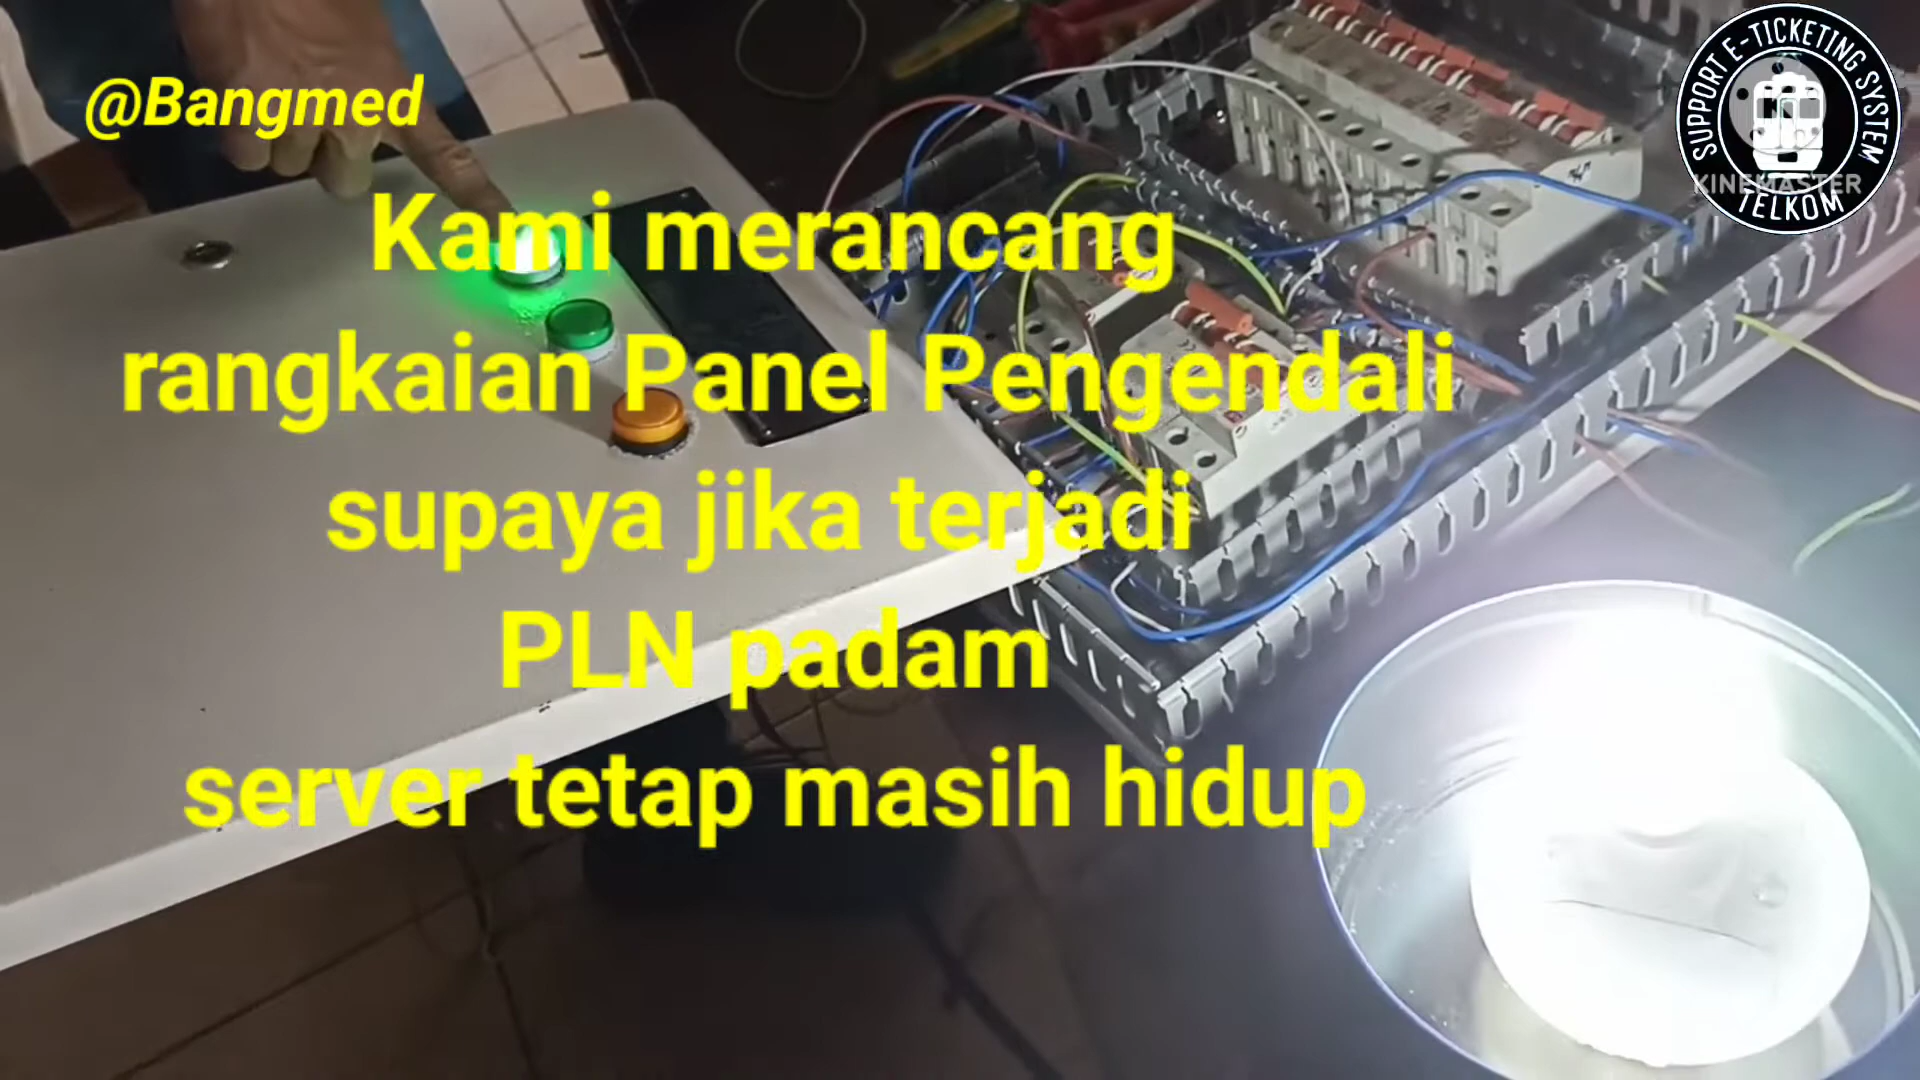 @Bangmed
SUPPORT E-TICKETING SYSTEM
KINEMASTER
TELKOM
Kami merancang
rangkaian Panel Pengendali
supaya jika terjadi
PLN padam
server tetap masih hidup